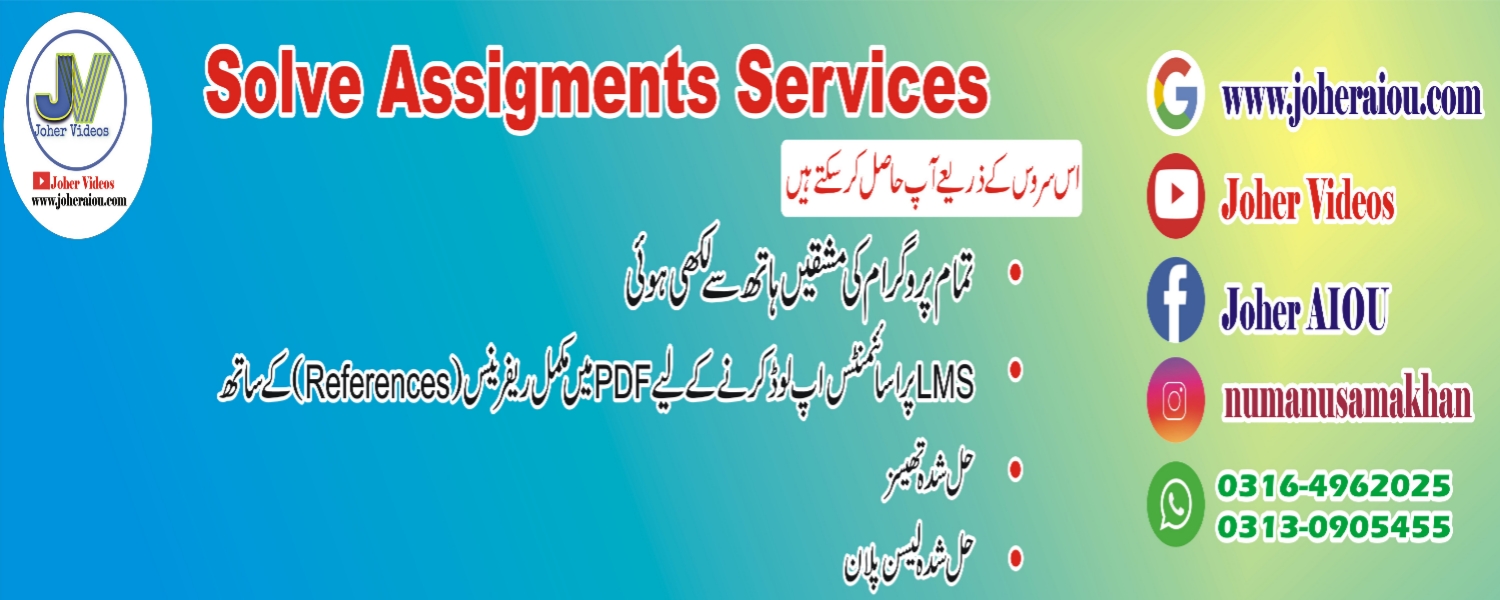 JV
Joher Videos
Joher Videos
www.joheraiou.com
Solve Assigments Services
اس سروس کے ذریعے آپ حاصل کر سکتے ہیں
تمام پروگرام کی مشقیں ہاتھ سے لکھی ہوئی
LMS پر اسائنمنٹس اپ لوڈ کرنے کے لیے PDF میں مکمل ریفرینس (References) کے ساتھ
حل شدہ تھیسز
حل شدہ لیسن پلان
www.joheraiou.com
Joher Videos
Joher AIOU
numanusamakhan
0316-4962025
0313-0905455